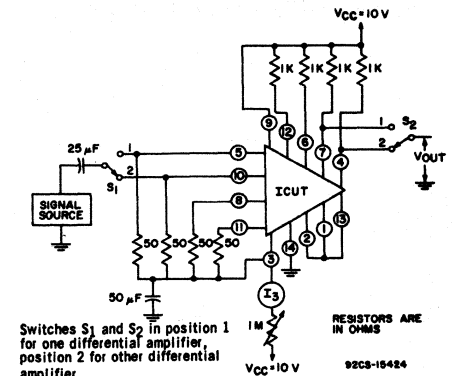 VCC=10 V
1K 1K 1K 1K
9
12
6
7
4
1
S2
2
VOUT
25 µF
1
S1
2
5
10
8
11
3
ICUT
14
2
1
13
SIGNAL
SOURCE
50 50 50 50
50 µF
I3
1M
VCC=10 V
RESISTORS ARE
IN OHMS
Switches S1 and S2 in position 1
for one differential amplifier,
position 2 for other differential
amplifier
92CS-15424